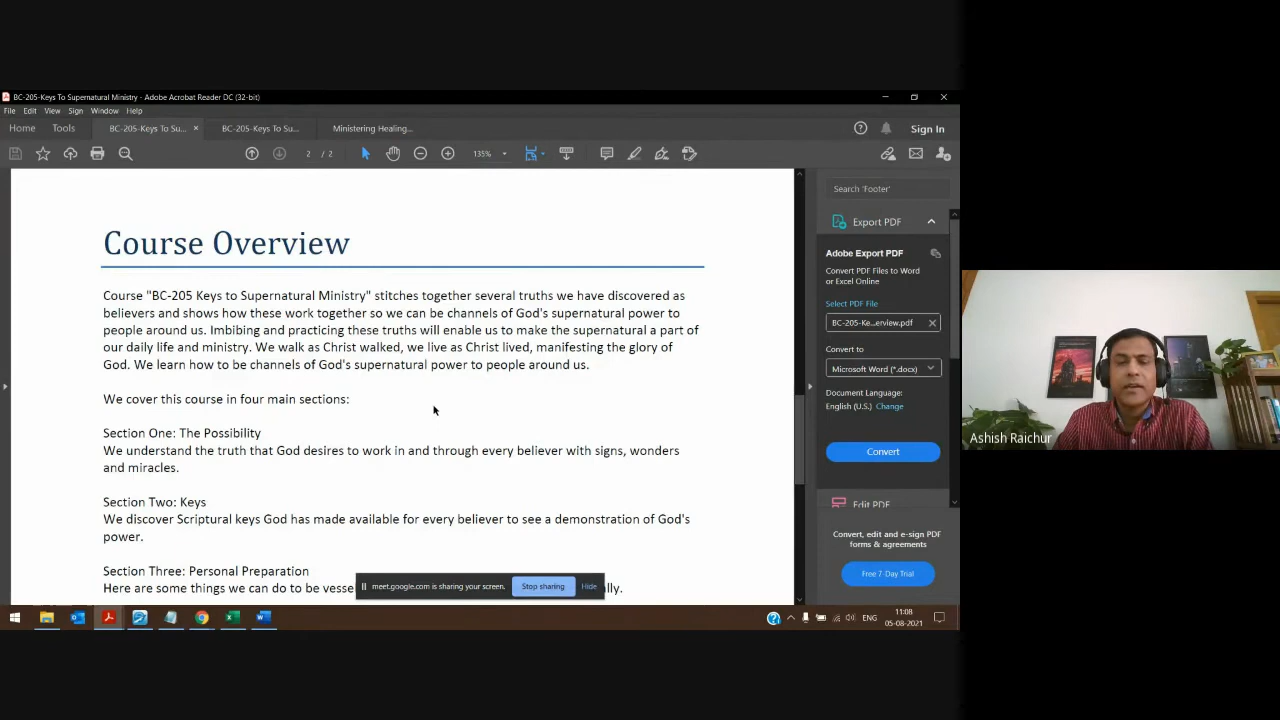 BC-205-Keys To Supernatural Ministry - Adobe Acrobat Reader DC (32-bit)
File Edit View Sign Window Help
Home Tools BC-205-Keys To Su... × BC-205-Keys To Su... Ministering Healing... Sign In
2 / 2 135%
Course Overview
Course "BC-205 Keys to Supernatural Ministry" stitches together several truths we have discovered as
believers and shows how these work together so we can be channels of God's supernatural power to
people around us. Imbibing and practicing these truths will enable us to make the supernatural a part of
our daily life and ministry. We walk as Christ walked, we live as Christ lived, manifesting the glory of
God. We learn how to be channels of God's supernatural power to people around us.
We cover this course in four main sections:
Section One: The Possibility
We understand the truth that God desires to work in and through every believer with signs, wonders
and miracles.
Section Two: Keys
We discover Scriptural keys God has made available for every believer to see a demonstration of God's
power.
Section Three: Personal Preparation
Here are some things we can do to be vesse lly.
meet.google.com is sharing your screen. Stop sharing Hide
Search 'Footer'
Export PDF
Adobe Export PDF
Convert PDF Files to Word
or Excel Online
Select PDF File
BC-205-Ke...erview.pdf
Convert to
Microsoft Word (*.docx)
Document Language:
English (U.S.) Change
Convert
Edit PDF
Convert, edit and e-sign PDF
forms & agreements
Free 7-Day Trial
ENG
11:08
05-08-2021
Ashish Raichur